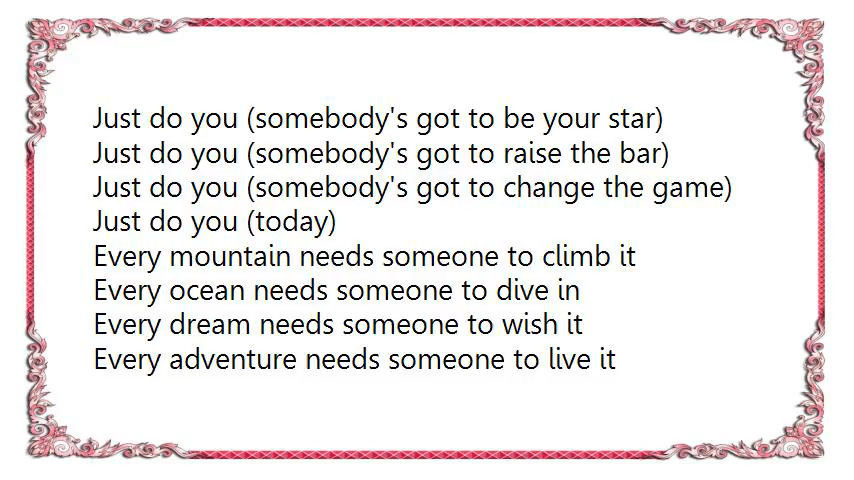 Just do you (somebody's got to be your star)
Just do you (somebody's got to raise the bar)
Just do you (somebody's got to change the game)
Just do you (today)
Every mountain needs someone to climb it
Every ocean needs someone to dive in
Every dream needs someone to wish it
Every adventure needs someone to live it